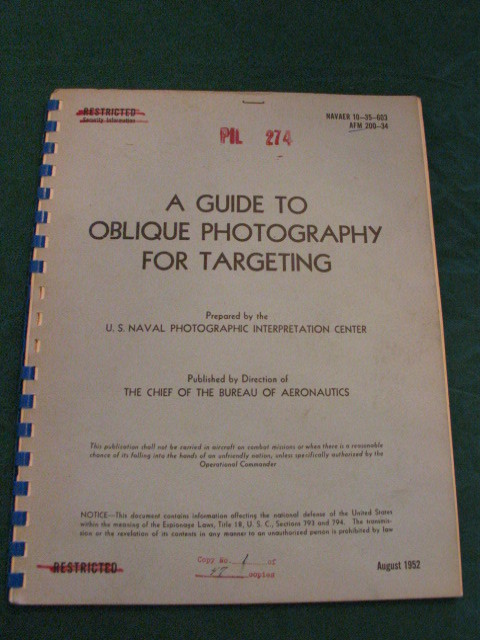 RESTRICTED
Security Information
NAVAER 10-35-603
AFM 200-34
PIL 274
A GUIDE TO
OBLIQUE PHOTOGRAPHY
FOR TARGETING
Prepared by the
U. S. NAVAL PHOTOGRAPHIC INTERPRETATION CENTER
Published by Direction of
THE CHIEF OF THE BUREAU OF AERONAUTICS
This publication shall not be carried in aircraft on combat missions or when there is a reasonable
chance of its falling into the hands of an unfriendly nation, unless specifically authorized by the
Operational Commander
NOTICE—This document contains information affecting the national defense of the United States
within the meaning of the Espionage Laws, Title 18, U. S. C., Sections 793 and 794. The transmis-
sion or the revelation of its contents in any manner to an unauthorized person is prohibited by law
Copy No. 1 of
copies
RESTRICTED
August 1952